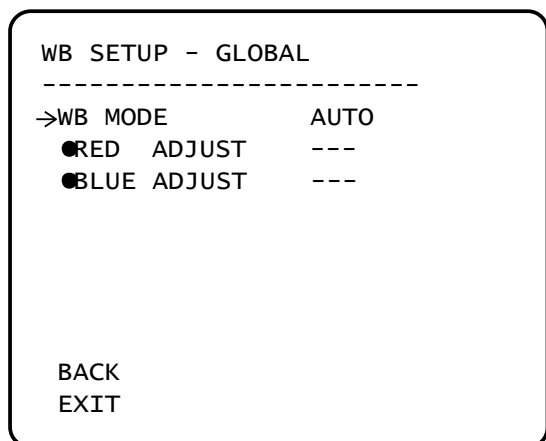 WB SETUP - GLOBAL
------------------------
→WB MODE AUTO
●RED ADJUST ---
●BLUE ADJUST ---
BACK
EXIT